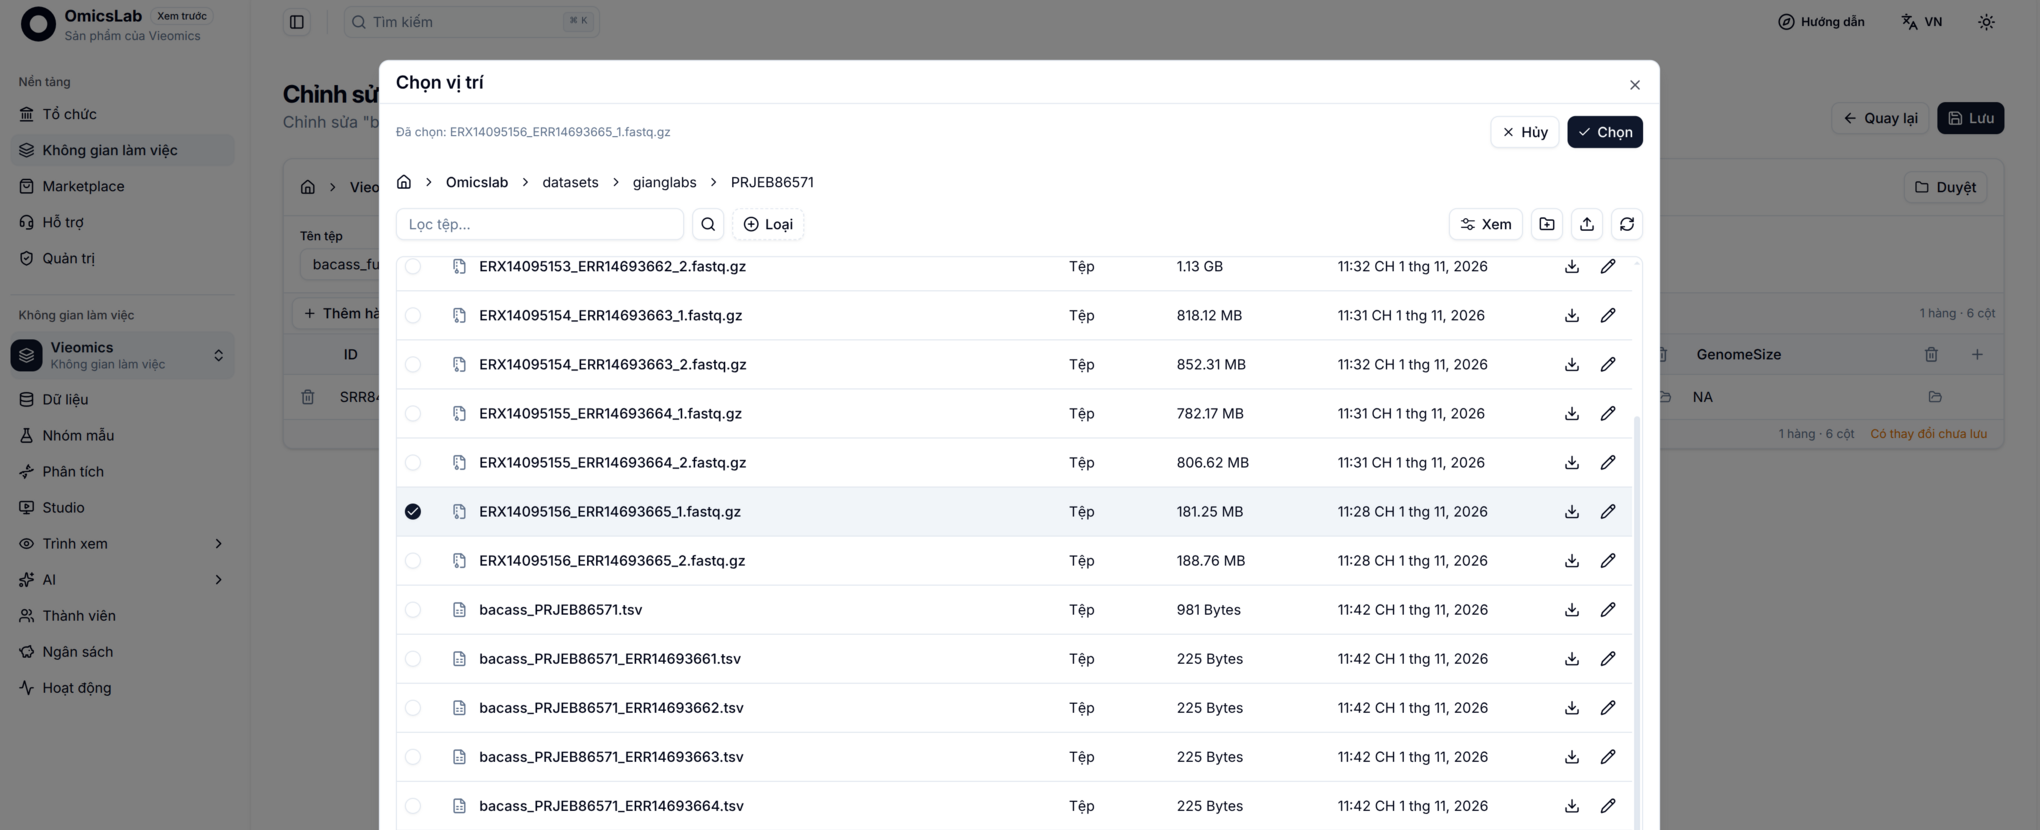 OmicsLab Xem trước
Sản phẩm của Vieomics
Tìm kiếm ⌘ K
Hướng dẫn VN
Nền tảng
Tổ chức
Không gian làm việc
Marketplace
Hỗ trợ
Quản trị
Không gian làm việc
Vieomics
Không gian làm việc
Dữ liệu
Nhóm mẫu
Phân tích
Studio
Trình xem
AI
Thành viên
Ngân sách
Hoạt động
Chỉnh sử
Chỉnh sửa "b
Quay lại Lưu
Vieo
Duyệt
Tên tệp
bacass_fu
+ Thêm hà
1 hàng · 6 cột
ID GenomeSize
SRR84 NA
1 hàng · 6 cột Có thay đổi chưa lưu
Chọn vị trí
Đã chọn: ERX14095156_ERR14693665_1.fastq.gz
Hủy Chọn
Omicslab > datasets > gianglabs > PRJEB86571
Lọc tệp... Loại Xem
ERX14095153_ERR14693662_2.fastq.gz Tệp 1.13 GB 11:32 CH 1 thg 11, 2026
ERX14095154_ERR14693663_1.fastq.gz Tệp 818.12 MB 11:31 CH 1 thg 11, 2026
ERX14095154_ERR14693663_2.fastq.gz Tệp 852.31 MB 11:32 CH 1 thg 11, 2026
ERX14095155_ERR14693664_1.fastq.gz Tệp 782.17 MB 11:31 CH 1 thg 11, 2026
ERX14095155_ERR14693664_2.fastq.gz Tệp 806.62 MB 11:31 CH 1 thg 11, 2026
ERX14095156_ERR14693665_1.fastq.gz Tệp 181.25 MB 11:28 CH 1 thg 11, 2026
ERX14095156_ERR14693665_2.fastq.gz Tệp 188.76 MB 11:28 CH 1 thg 11, 2026
bacass_PRJEB86571.tsv Tệp 981 Bytes 11:42 CH 1 thg 11, 2026
bacass_PRJEB86571_ERR14693661.tsv Tệp 225 Bytes 11:42 CH 1 thg 11, 2026
bacass_PRJEB86571_ERR14693662.tsv Tệp 225 Bytes 11:42 CH 1 thg 11, 2026
bacass_PRJEB86571_ERR14693663.tsv Tệp 225 Bytes 11:42 CH 1 thg 11, 2026
bacass_PRJEB86571_ERR14693664.tsv Tệp 225 Bytes 11:42 CH 1 thg 11, 2026